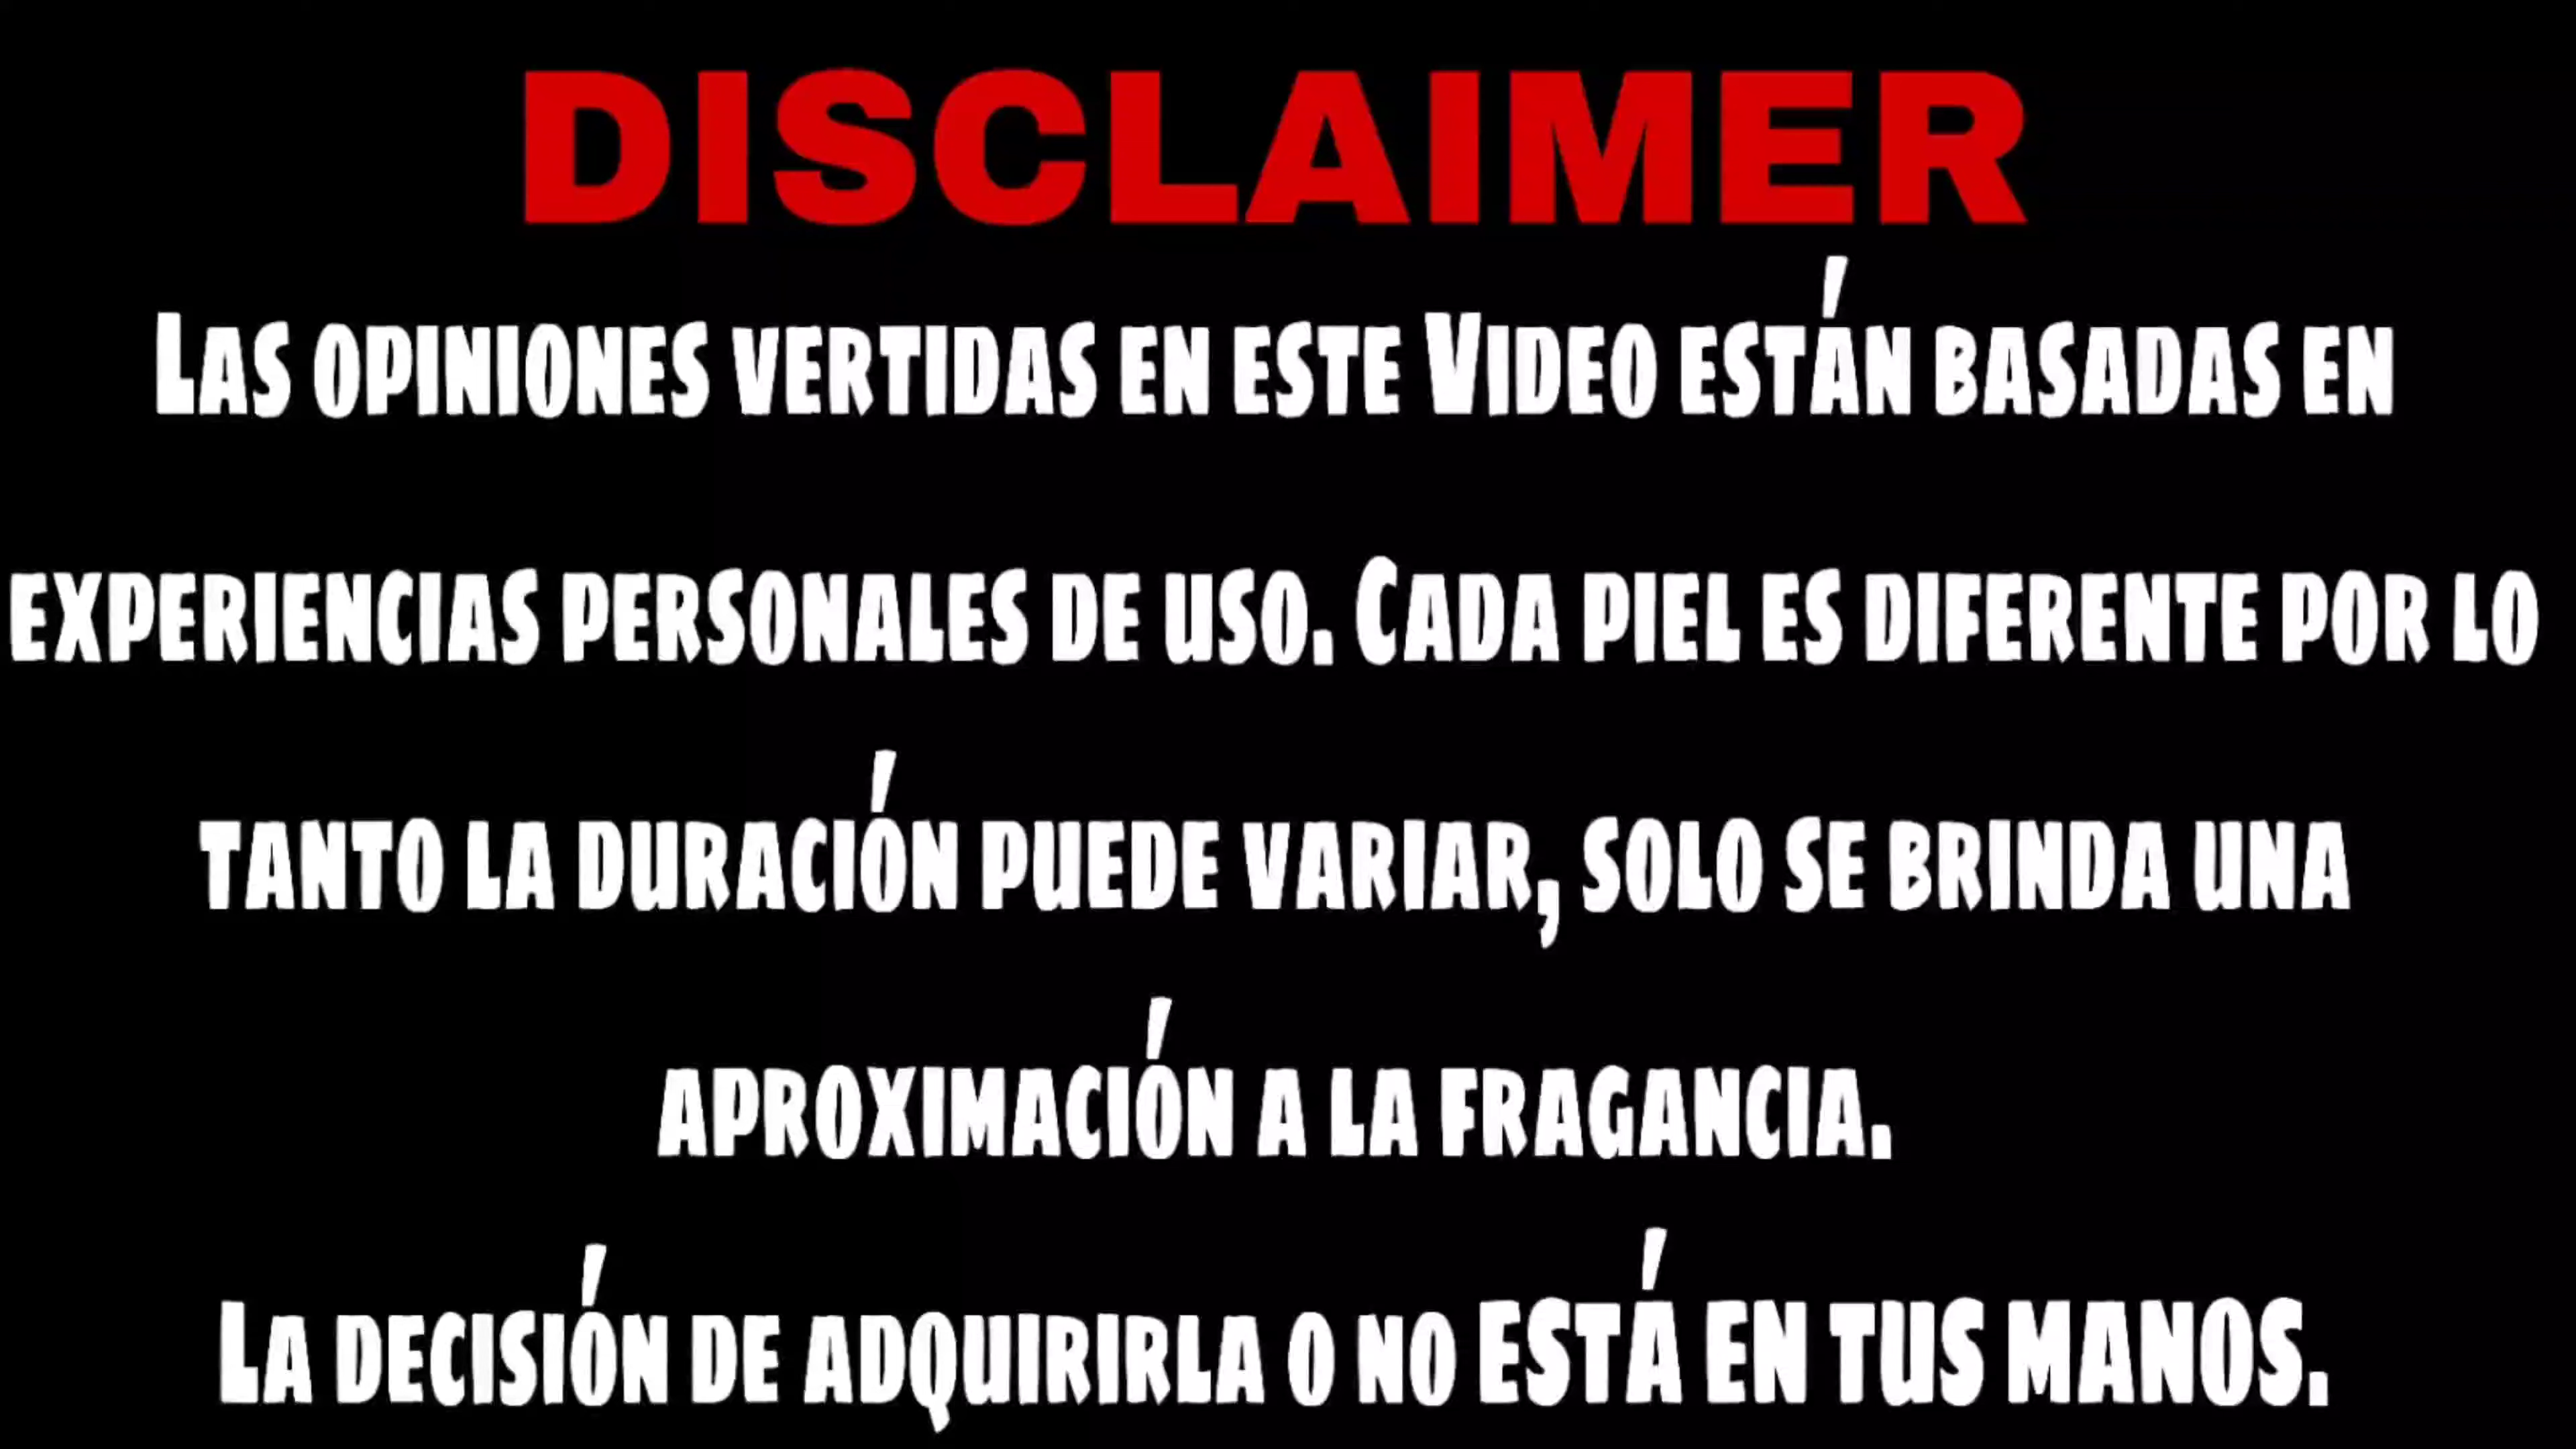 DISCLAIMER
Las opiniones vertidas en este Video están basadas en
experiencias personales de uso. Cada piel es diferente por lo
tanto la duración puede variar, solo se brinda una
aproximación a la fragancia.
La decisión de adquirirla o no ESTÁ EN TUS MANOS.